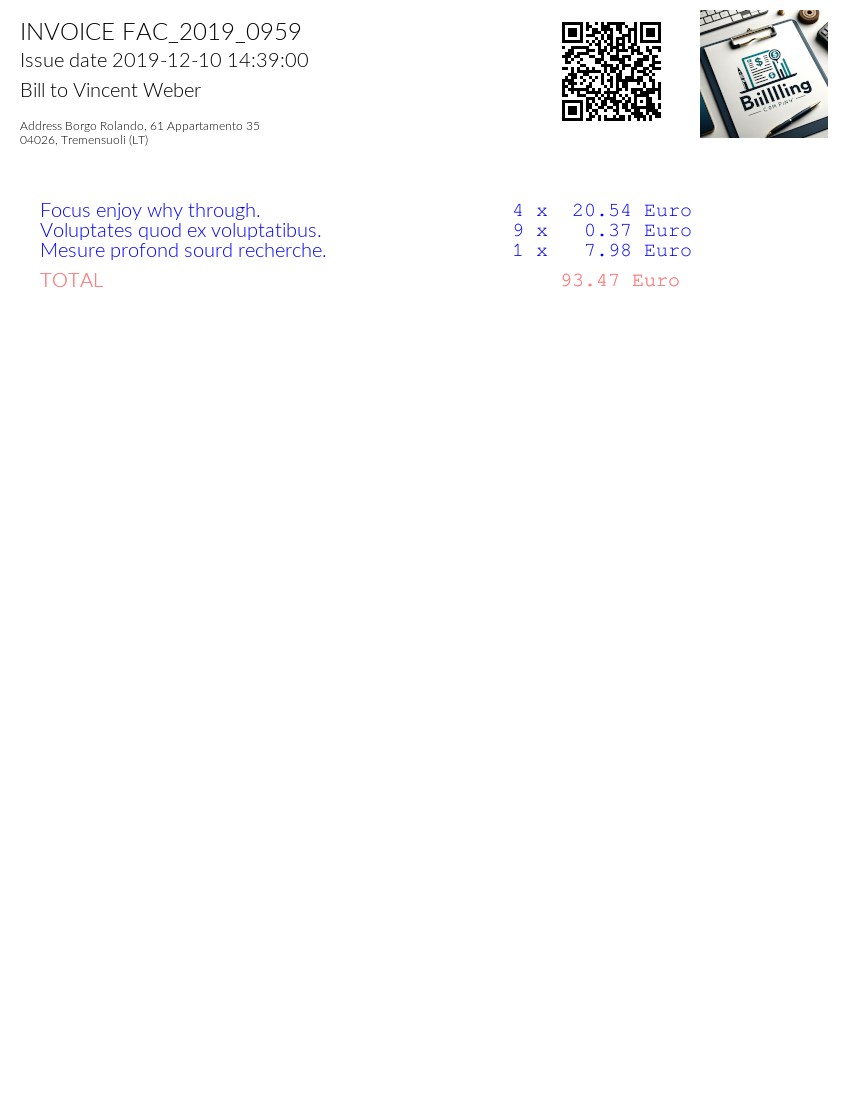 INVOICE FAC_2019_0959
Issue date 2019-12-10 14:39:00
Bill to Vincent Weber
Address Borgo Rolando, 61 Appartamento 35
04026, Tremensuoli (LT)
Biilllling
COMPANY
Focus enjoy why through. 4 x 20.54 Euro
Voluptates quod ex voluptatibus. 9 x 0.37 Euro
Mesure profond sourd recherche. 1 x 7.98 Euro
TOTAL 93.47 Euro